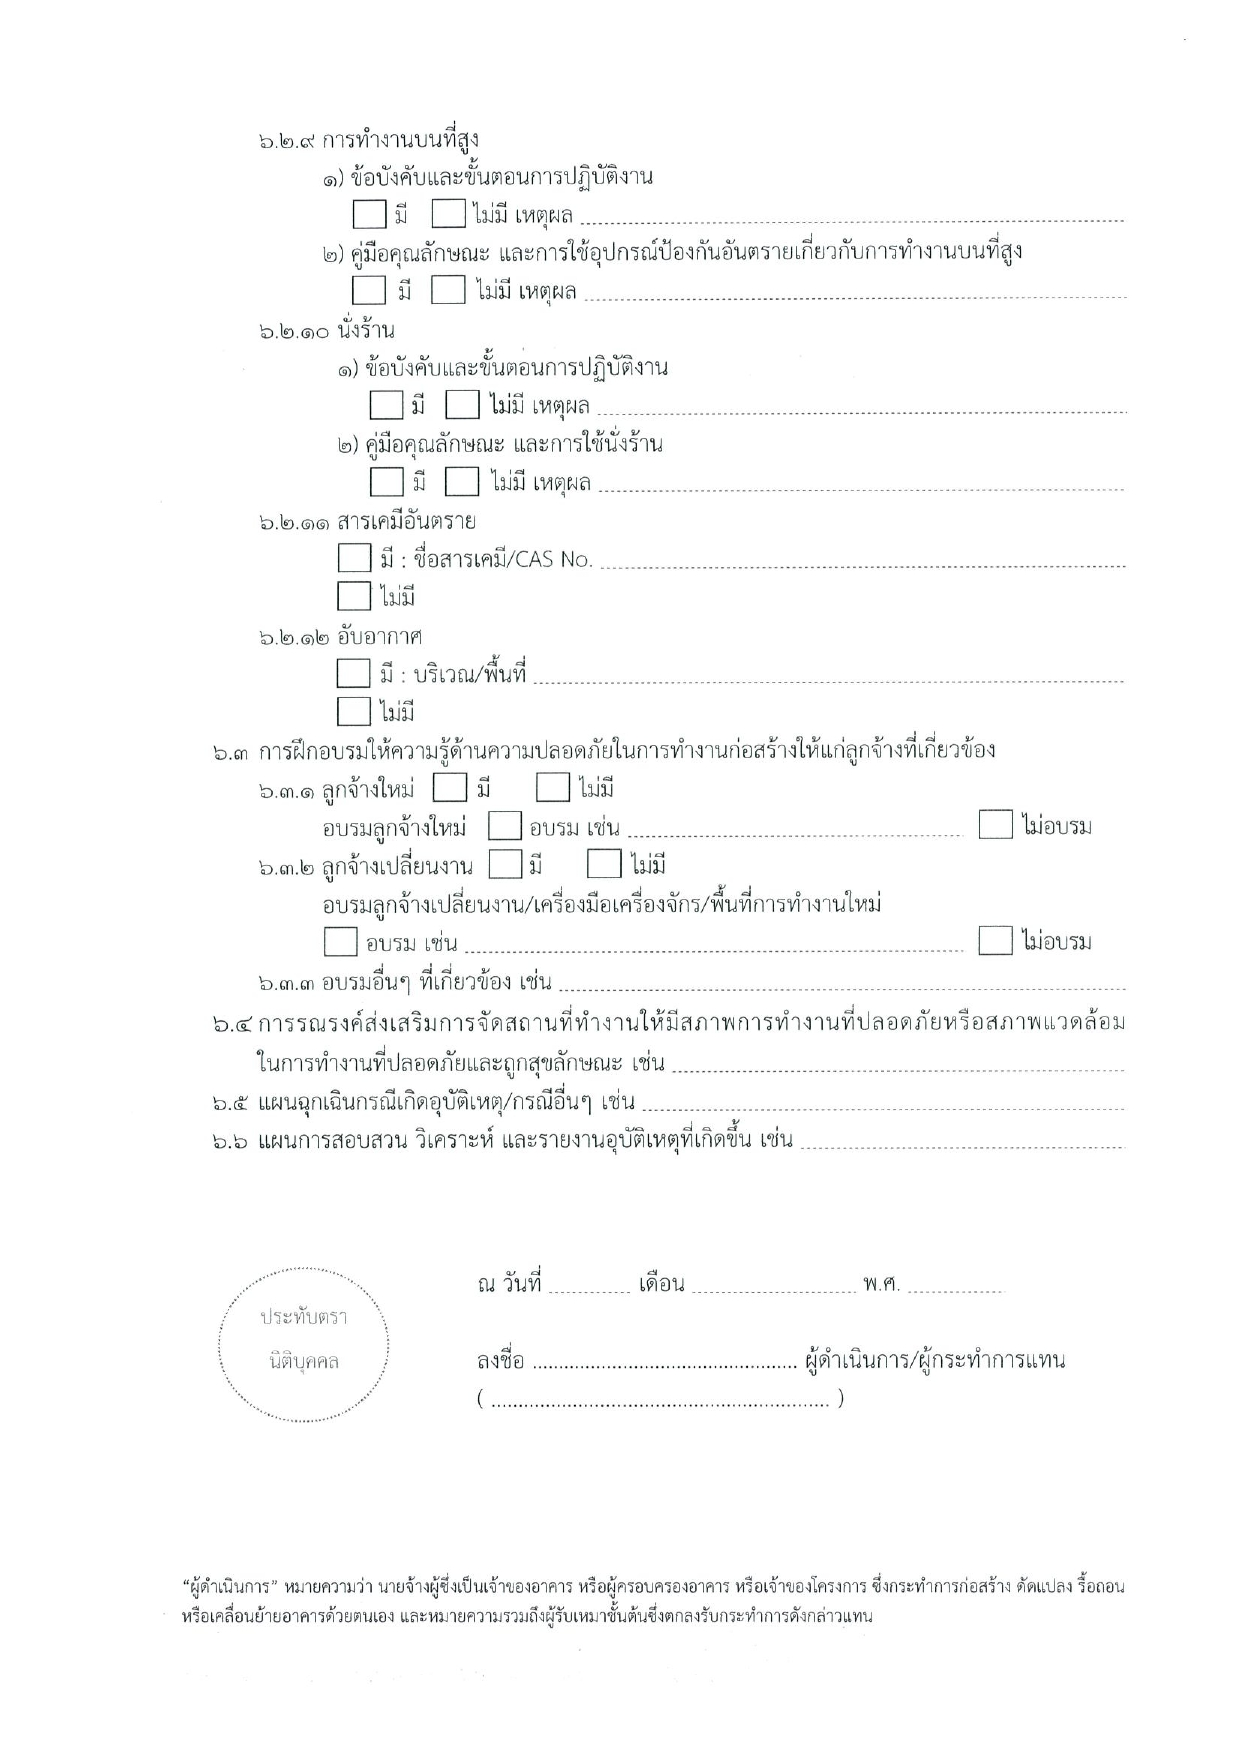 ๖.๒.๙ การทำงานบนที่สูง
๑) ข้อบังคับและขั้นตอนการปฏิบัติงาน
มี ไม่มี เหตุผล
๒) คู่มือคุณลักษณะ และการใช้อุปกรณ์ป้องกันอันตรายเกี่ยวกับการทำงานบนที่สูง
มี ไม่มี เหตุผล
๖.๒.๑๐ นั่งร้าน
๑) ข้อบังคับและขั้นตอนการปฏิบัติงาน
มี ไม่มี เหตุผล
๒) คู่มือคุณลักษณะ และการใช้นั่งร้าน
มี ไม่มี เหตุผล
๖.๒.๑๑ สารเคมีอันตราย
มี : ชื่อสารเคมี/CAS No.
ไม่มี
๖.๒.๑๒ อับอากาศ
มี : บริเวณ/พื้นที่
ไม่มี
๖.๓ การฝึกอบรมให้ความรู้ด้านความปลอดภัยในการทำงานก่อสร้างให้แก่ลูกจ้างที่เกี่ยวข้อง
๖.๓.๑ ลูกจ้างใหม่ มี ไม่มี
อบรมลูกจ้างใหม่ อบรม เช่น ไม่อบรม
๖.๓.๒ ลูกจ้างเปลี่ยนงาน มี ไม่มี
อบรมลูกจ้างเปลี่ยนงาน/เครื่องมือเครื่องจักร/พื้นที่การทำงานใหม่
อบรม เช่น ไม่อบรม
๖.๓.๓ อบรมอื่นๆ ที่เกี่ยวข้อง เช่น
๖.๔ การรณรงค์ส่งเสริมการจัดสถานที่ทำงานให้มีสภาพการทำงานที่ปลอดภัยหรือสภาพแวดล้อม
ในการทำงานที่ปลอดภัยและถูกสุขลักษณะ เช่น
๖.๕ แผนฉุกเฉินกรณีเกิดอุบัติเหตุ/กรณีอื่นๆ เช่น
๖.๖ แผนการสอบสวน วิเคราะห์ และรายงานอุบัติเหตุที่เกิดขึ้น เช่น
ณ วันที่ เดือน พ.ศ.
ประทับตรา
นิติบุคคล
ลงชื่อ ............................................. ผู้ดำเนินการ/ผู้กระทำการแทน
( ......................................................... )
“ผู้ดำเนินการ” หมายความว่า นายจ้างผู้ซึ่งเป็นเจ้าของอาคาร หรือผู้ครอบครองอาคาร หรือเจ้าของโครงการ ซึ่งกระทำการก่อสร้าง ดัดแปลง รื้อถอน
หรือเคลื่อนย้ายอาคารด้วยตนเอง และหมายความรวมถึงผู้รับเหมาชั้นต้นซึ่งตกลงรับกระทำการดังกล่าวแทน